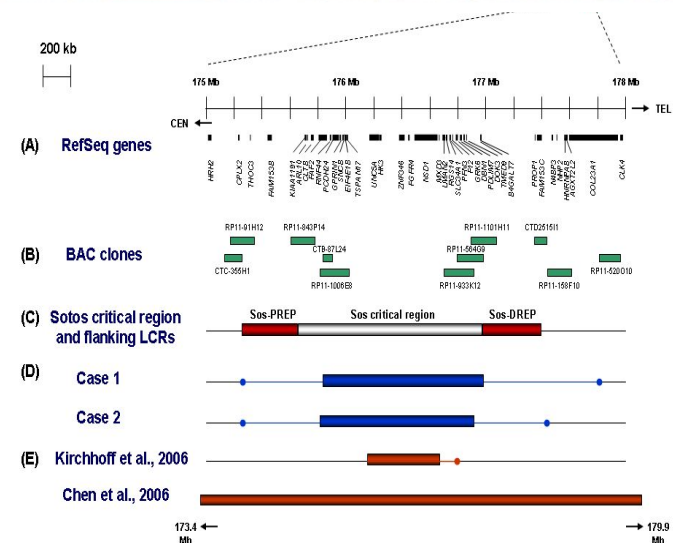 200 kb
175 Mb
176 Mb
177 Mb
178 Mb
CEN
TEL
(A)
RefSeq genes
HRH2
CPLX2
THOC3
FAM153B
KIAA1191
ARL10
CLTB
FAF2
RNF44
PCDH24
GPRIN1
SNCB
EIF4E1B
TSPAN17
UNC5A
HK3
ZNF346
FGFR4
NSD1
MXD3
LMAN2
RGS14
SLC34A1
PFN3
F12
GRK6
DBN1
PDLIM7
DOK3
TMED9
B4GALT7
PROP1
FAM153C
N4BP3
NHP2
HNRNPAB
AGXT2L2
COL23A1
CLK4
(B)
BAC clones
RP11-91H12
RP11-843P14
RP11-1101H11
CTD2515I1
CTB-87L24
RP11-564G9
CTC-355H1
RP11-1006E8
RP11-933K12
RP11-158F10
RP11-520O10
(C)
Sotos critical region
and flanking LCRs
Sos-PREP
Sos critical region
Sos-DREP
(D)
Case 1
Case 2
(E)
Kirchhoff et al., 2006
Chen et al., 2006
173.4
Mb
179.9
Mb